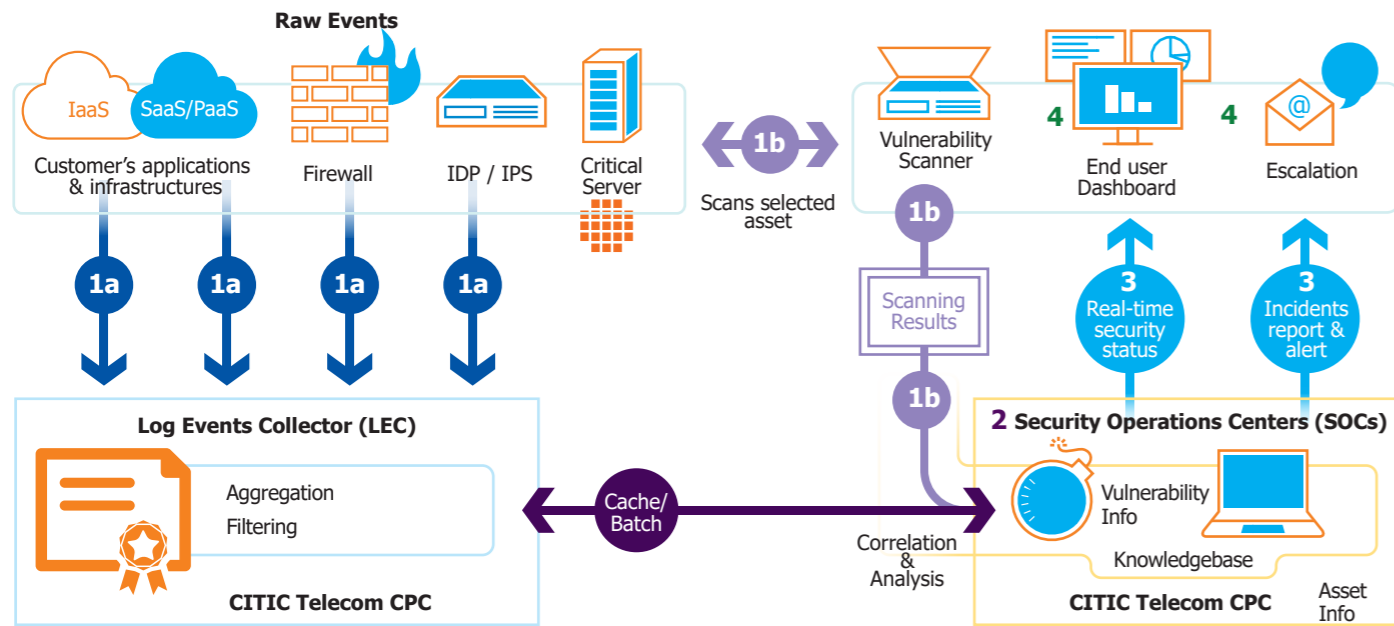 Raw Events
IaaS
SaaS/PaaS
Customer's applications
& infrastructures
Firewall
IDP / IPS
Critical
Server
1b
Scans selected
asset
Vulnerability
Scanner
4
End user
Dashboard
4
@
Escalation
1a
1a
1a
1a
1b
Scanning
Results
1b
3
Real-time
security
status
3
Incidents
report &
alert
Log Events Collector (LEC)
Aggregation
Filtering
CITIC Telecom CPC
Cache/
Batch
Correlation
&
Analysis
2 Security Operations Centers (SOCs)
Vulnerability
Info
Knowledgebase
CITIC Telecom CPC
Asset
Info